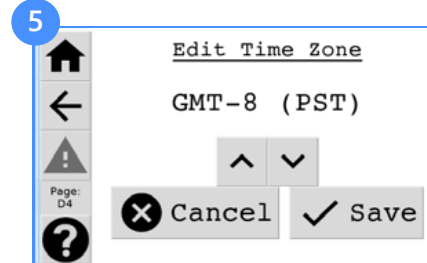 5
Edit Time Zone
GMT-8 (PST)
Page:
D4
Cancel Save
?